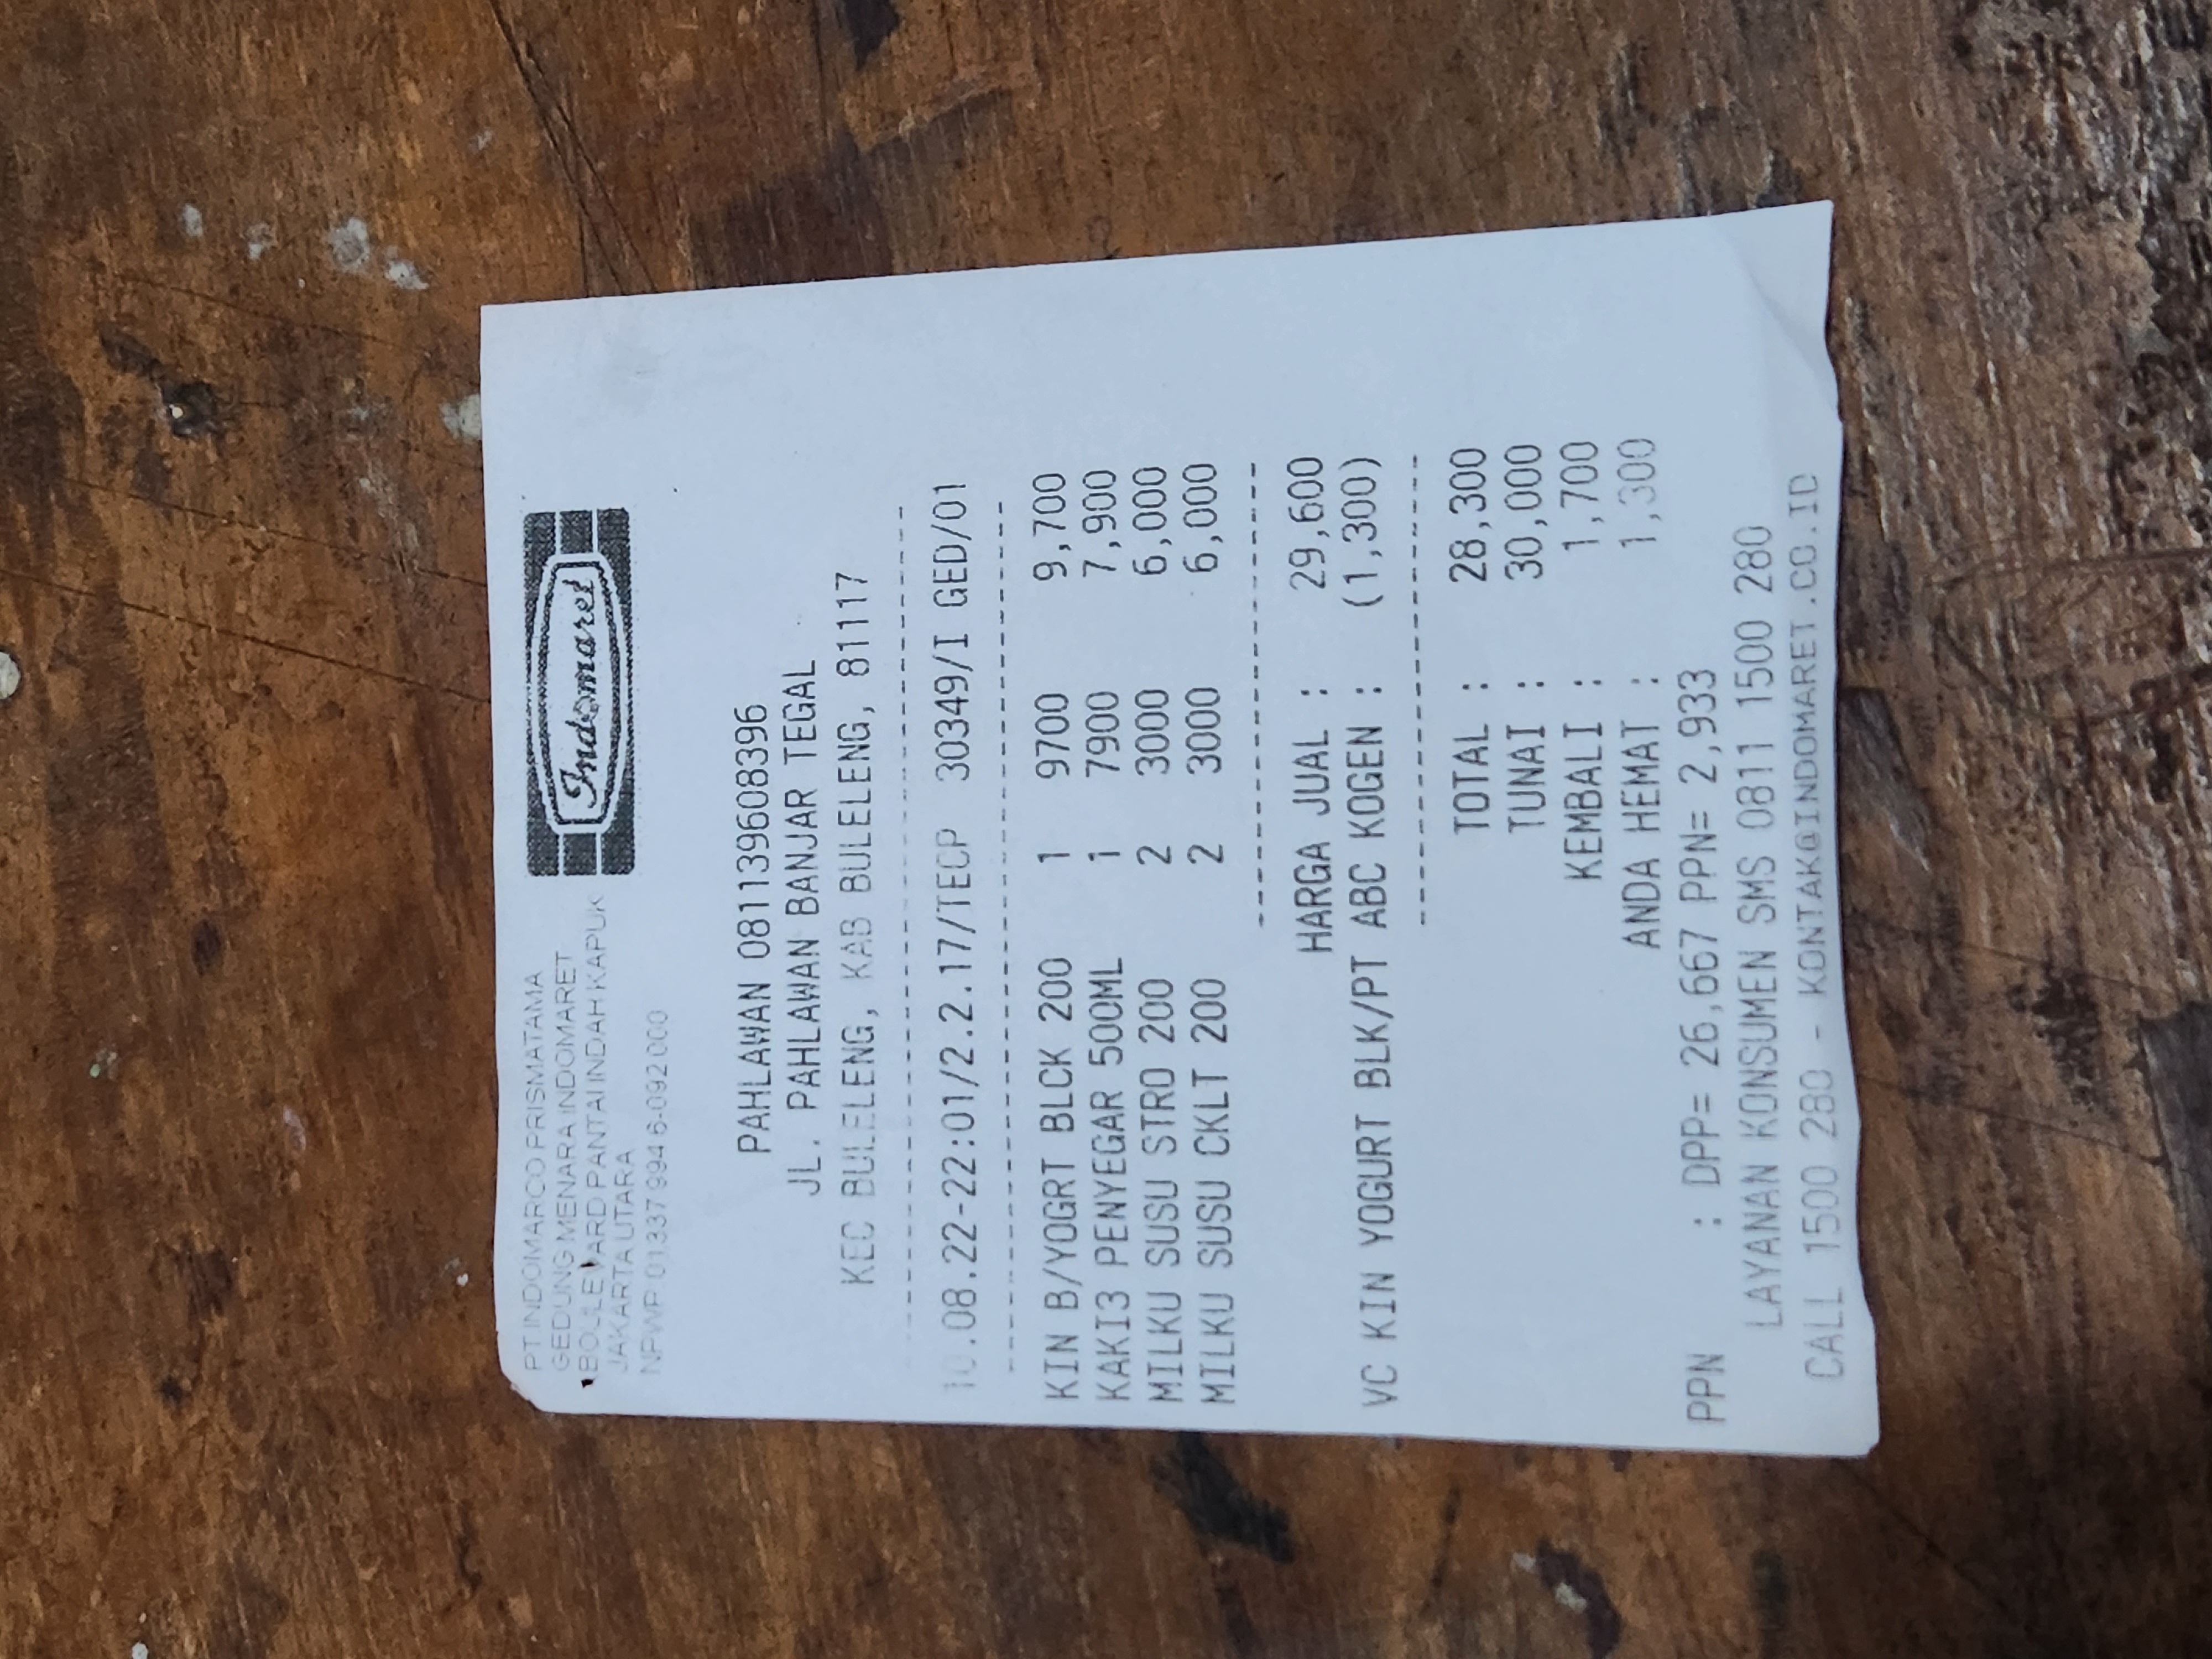 PT INDOMARCO PRISMATAMA
GEDUNG MENARA INDOMARET
BOULEVARD PANTAI INDAH KAPUK
JAKARTA UTARA
NPWP: 01.337.994.6-092.000
Indomaret
PAHLAWAN 081139608396
JL. PAHLAWAN BANJAR TEGAL
KEC BULELENG, KAB BULELENG, 81117
10.08.22-22:01/2.2.17/TECP 30349/I GED/01
KIN B/YOGRT BLCK 200 1 9700 9,700
KAKI3 PENYEGAR 500ML 1 7900 7,900
MILKU SUSU STRO 200 2 3000 6,000
MILKU SUSU CKLT 200 2 3000 6,000
HARGA JUAL : 29,600
VC KIN YOGURT BLK/PT ABC KOGEN : (1,300)
TOTAL : 28,300
TUNAI : 30,000
KEMBALI : 1,700
ANDA HEMAT : 1,300
PPN : DPP= 26,667 PPN= 2,933
LAYANAN KONSUMEN SMS 0811 1500 280
CALL 1500 280 - KONTAK@INDOMARET.CO.ID